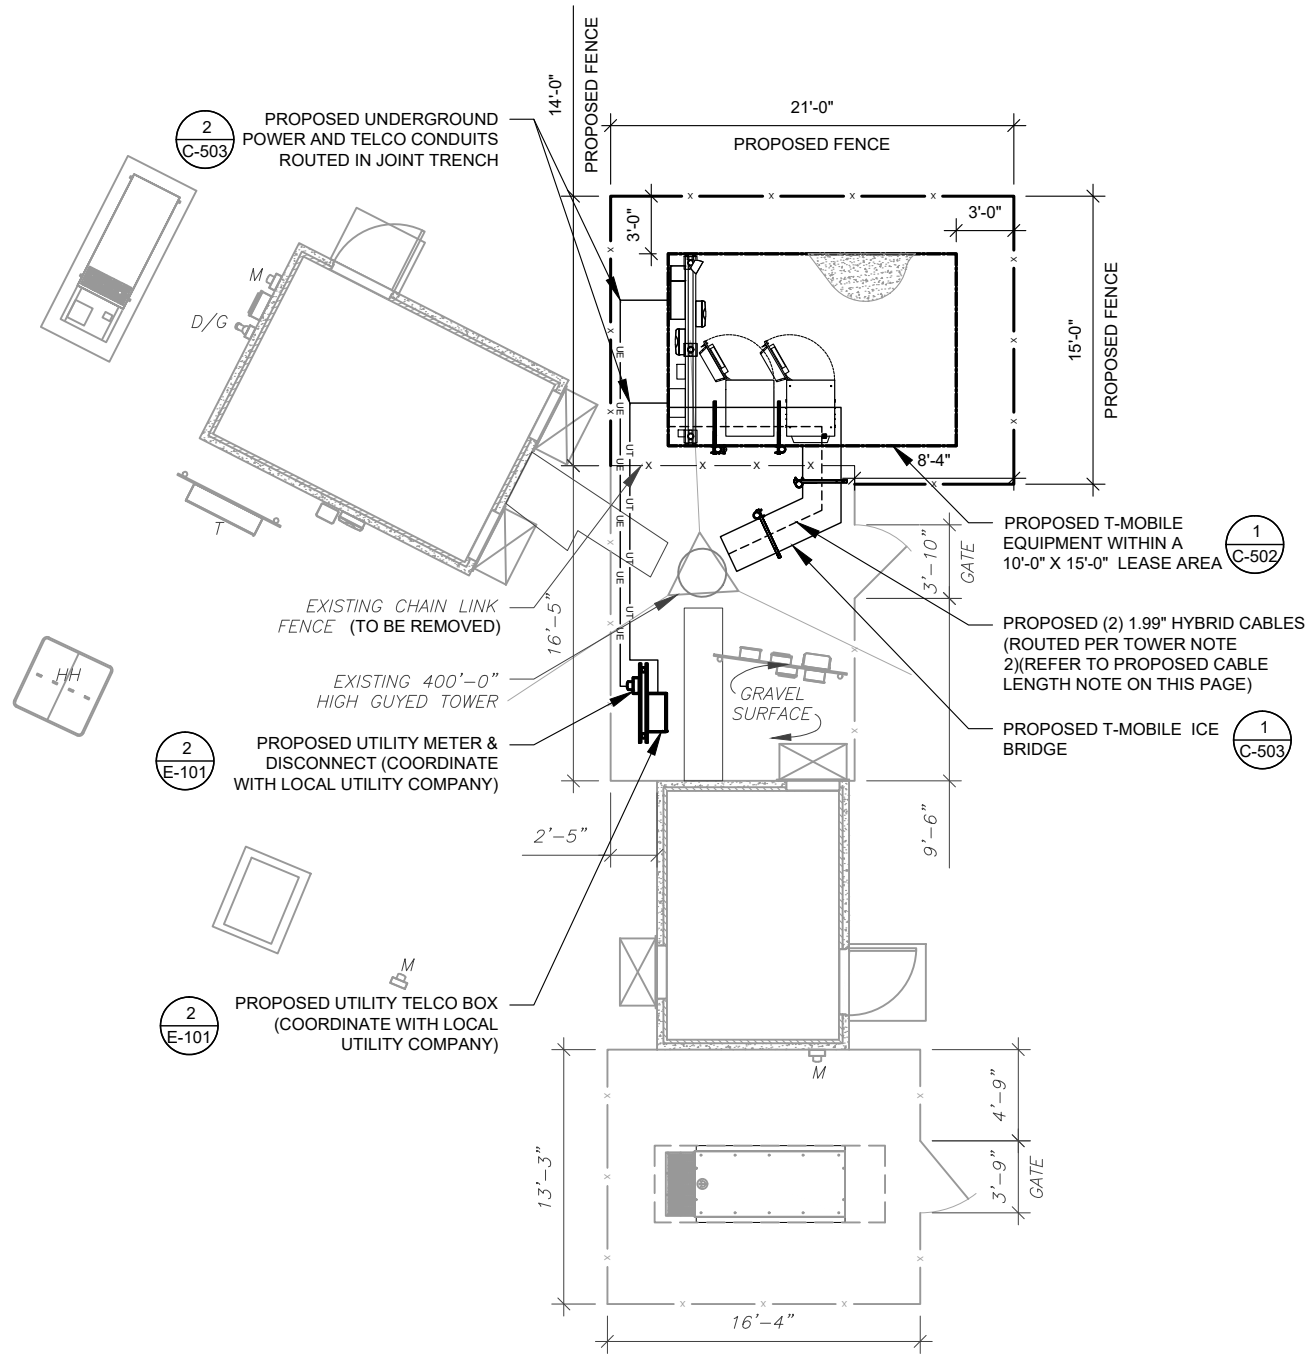 14'-0"
PROPOSED FENCE
21'-0"
PROPOSED FENCE
2
C-503
PROPOSED UNDERGROUND
POWER AND TELCO CONDUITS
ROUTED IN JOINT TRENCH
3'-0"
3'-0"
15'-0"
PROPOSED FENCE
M
D/G
T
UE
UE
UT
UE
UT
UE
UT
UE
8'-4"
PROPOSED T-MOBILE
EQUIPMENT WITHIN A
10'-0" X 15'-0" LEASE AREA
1
C-502
3'-10"
GATE
EXISTING CHAIN LINK
FENCE (TO BE REMOVED)
16'-5"
PROPOSED (2) 1.99" HYBRID CABLES
(ROUTED PER TOWER NOTE
2)(REFER TO PROPOSED CABLE
LENGTH NOTE ON THIS PAGE)
HH
EXISTING 400'-0"
HIGH GUYED TOWER
GRAVEL
SURFACE
PROPOSED T-MOBILE ICE
BRIDGE
1
C-503
2
E-101
PROPOSED UTILITY METER &
DISCONNECT (COORDINATE
WITH LOCAL UTILITY COMPANY)
2'-5"
9'-6"
M
2
E-101
PROPOSED UTILITY TELCO BOX
(COORDINATE WITH LOCAL
UTILITY COMPANY)
M
4'-9"
13'-3"
3'-9"
GATE
16'-4"